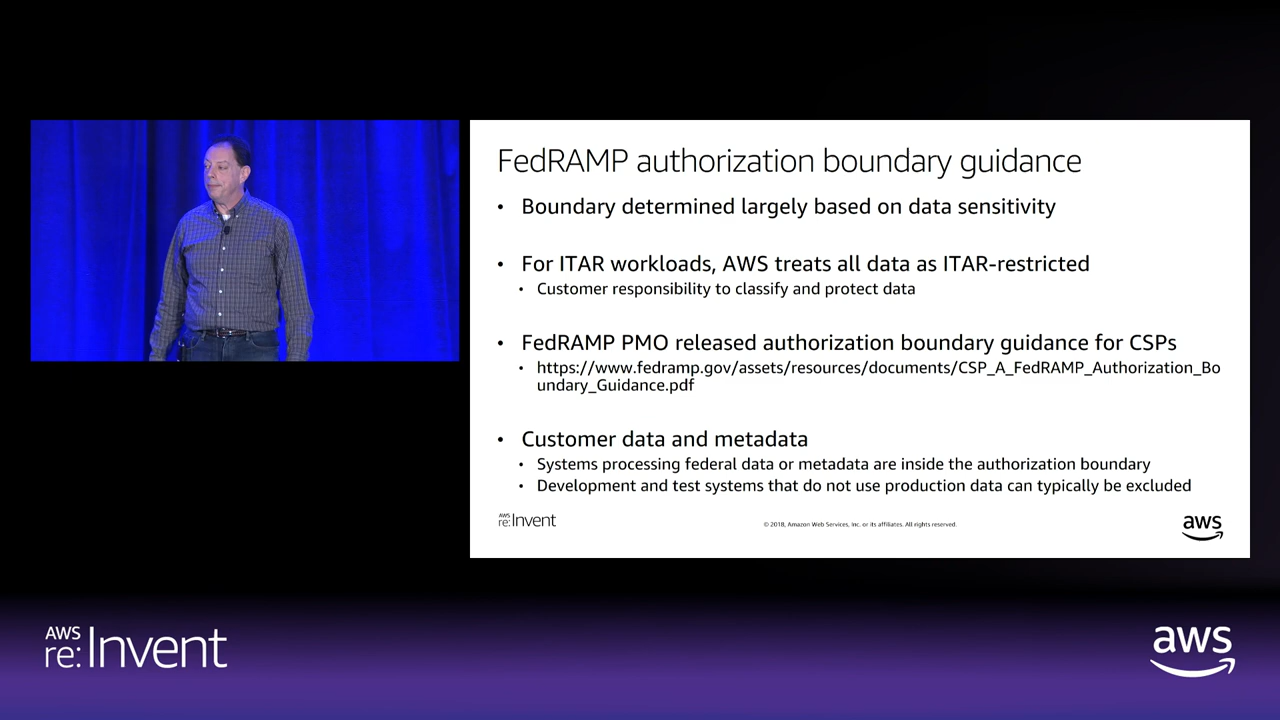 FedRAMP authorization boundary guidance
• Boundary determined largely based on data sensitivity
• For ITAR workloads, AWS treats all data as ITAR-restricted
• Customer responsibility to classify and protect data
• FedRAMP PMO released authorization boundary guidance for CSPs
• https://www.fedramp.gov/assets/resources/documents/CSP_A_FedRAMP_Authorization_Bo
undary_Guidance.pdf
• Customer data and metadata
• Systems processing federal data or metadata are inside the authorization boundary
• Development and test systems that do not use production data can typically be excluded
AWS
re:Invent
© 2018, Amazon Web Services, Inc. or its affiliates. All rights reserved.
aws
AWS
re:Invent
aws